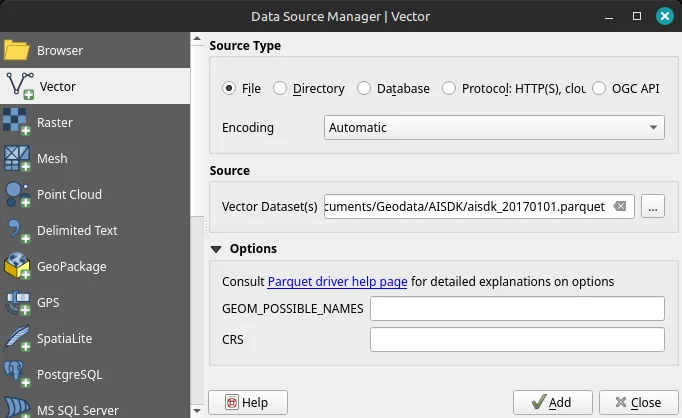 Data Source Manager | Vector
Browser
Vector
Raster
Mesh
Point Cloud
Delimited Text
GeoPackage
GPS
SpatiaLite
PostgreSQL
MS SQL Server
Source Type
File Directory Database Protocol: HTTP(S), clou OGC API
Encoding Automatic
Source
Vector Dataset(s) cuments/Geodata/AISDK/aisdk_20170101.parquet ...
Options
Consult Parquet driver help page for detailed explanations on options
GEOM_POSSIBLE_NAMES
CRS
Help Add Close